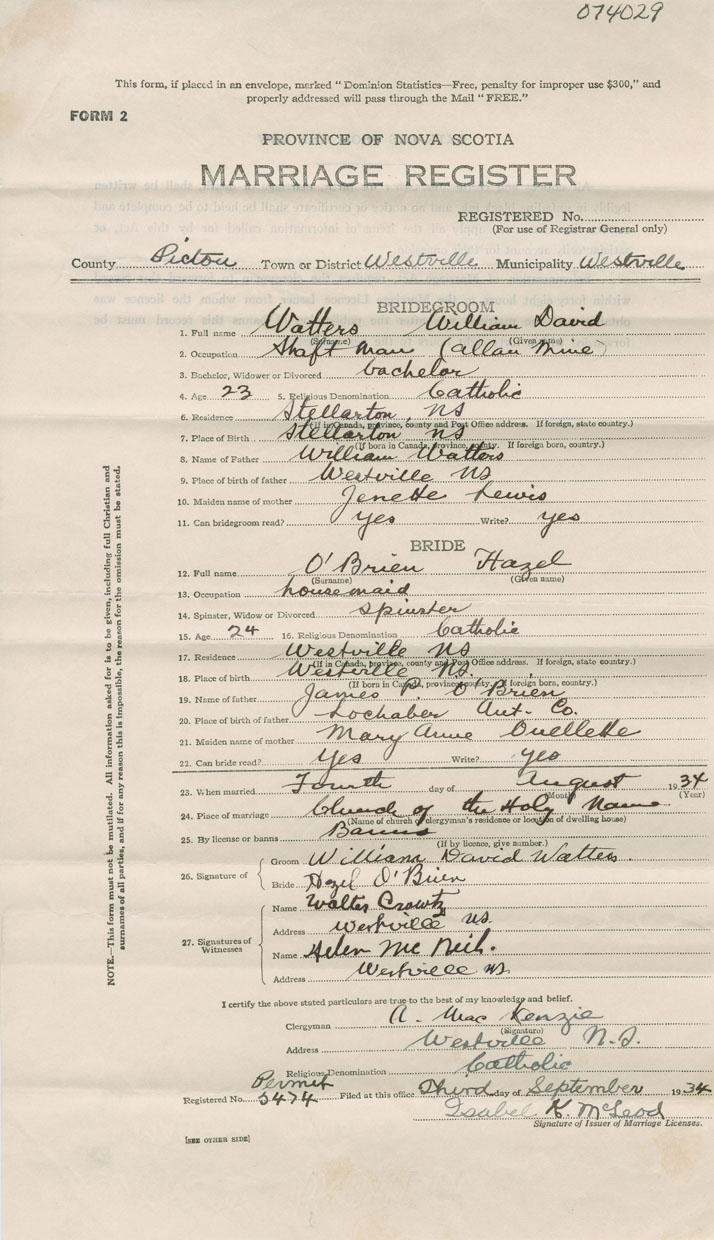 074029
This form, if placed in an envelope, marked "Dominion Statistics—Free, penalty for improper use $300," and
properly addressed will pass through the Mail "FREE."
FORM 2
PROVINCE OF NOVA SCOTIA
MARRIAGE REGISTER
REGISTERED No.
(For use of Registrar General only)
County Pictou Town or District Westville Municipality Westville
BRIDEGROOM
1. Full name Watters William David
(Surname) (Given name)
2. Occupation Shaft man (allan mine)
3. Bachelor, Widower or Divorced bachelor
4. Age 23 5. Religious Denomination Catholic
6. Residence Stellarton, NS
(If in Canada, province, county and Post Office address. If foreign, state country.)
7. Place of Birth Stellarton NS
(If born in Canada, province, county. If foreign born, country.)
8. Name of Father William Watters
9. Place of birth of father Westville NS
10. Maiden name of mother Jenette Lewis
11. Can bridegroom read? yes Write? yes
BRIDE
12. Full name O'Brien Hazel
(Surname) (Given name)
13. Occupation housemaid
14. Spinster, Widow or Divorced spinster
15. Age 24 16. Religious Denomination Catholic
17. Residence Westville NS
(If in Canada, province, county and Post Office address. If foreign, state country.)
18. Place of birth Westville NS.
(If born in Canada, province, county. If foreign born, country.)
19. Name of father James P. O'Brien
20. Place of birth of father Lochaber Ant. Co.
21. Maiden name of mother Mary Anne Ouellette
22. Can bride read? Yes Write? yes
23. When married Fourth day of August 1934
(Month) (Year)
24. Place of marriage Church of the Holy Name
(Name of church of clergyman's residence or location of dwelling house)
25. By license or banns Banns
(If by licence, give number.)
26. Signature of Groom William David Watters.
Bride Hazel O'Brien
27. Signatures of Witnesses
Name Walter
Address Westville NS.
Name Helen Mc Neil.
Address Westville NS.
I certify the above stated particulars are true to the best of my knowledge and belief.
Clergyman A. MacKenzie
(Signature)
Address Westville N.S.
Religious Denomination Catholic
Permit
Registered No. 3474 Filed at this office Third day of September 1934
Isabel K. McLeod
Signature of Issuer of Marriage Licenses.
[SEE OTHER SIDE]
NOTE.—This form must not be mutilated. All information asked for is to be given, including full Christian and
surnames of all parties, and if for any reason this is impossible, the reason for the omission must be stated.